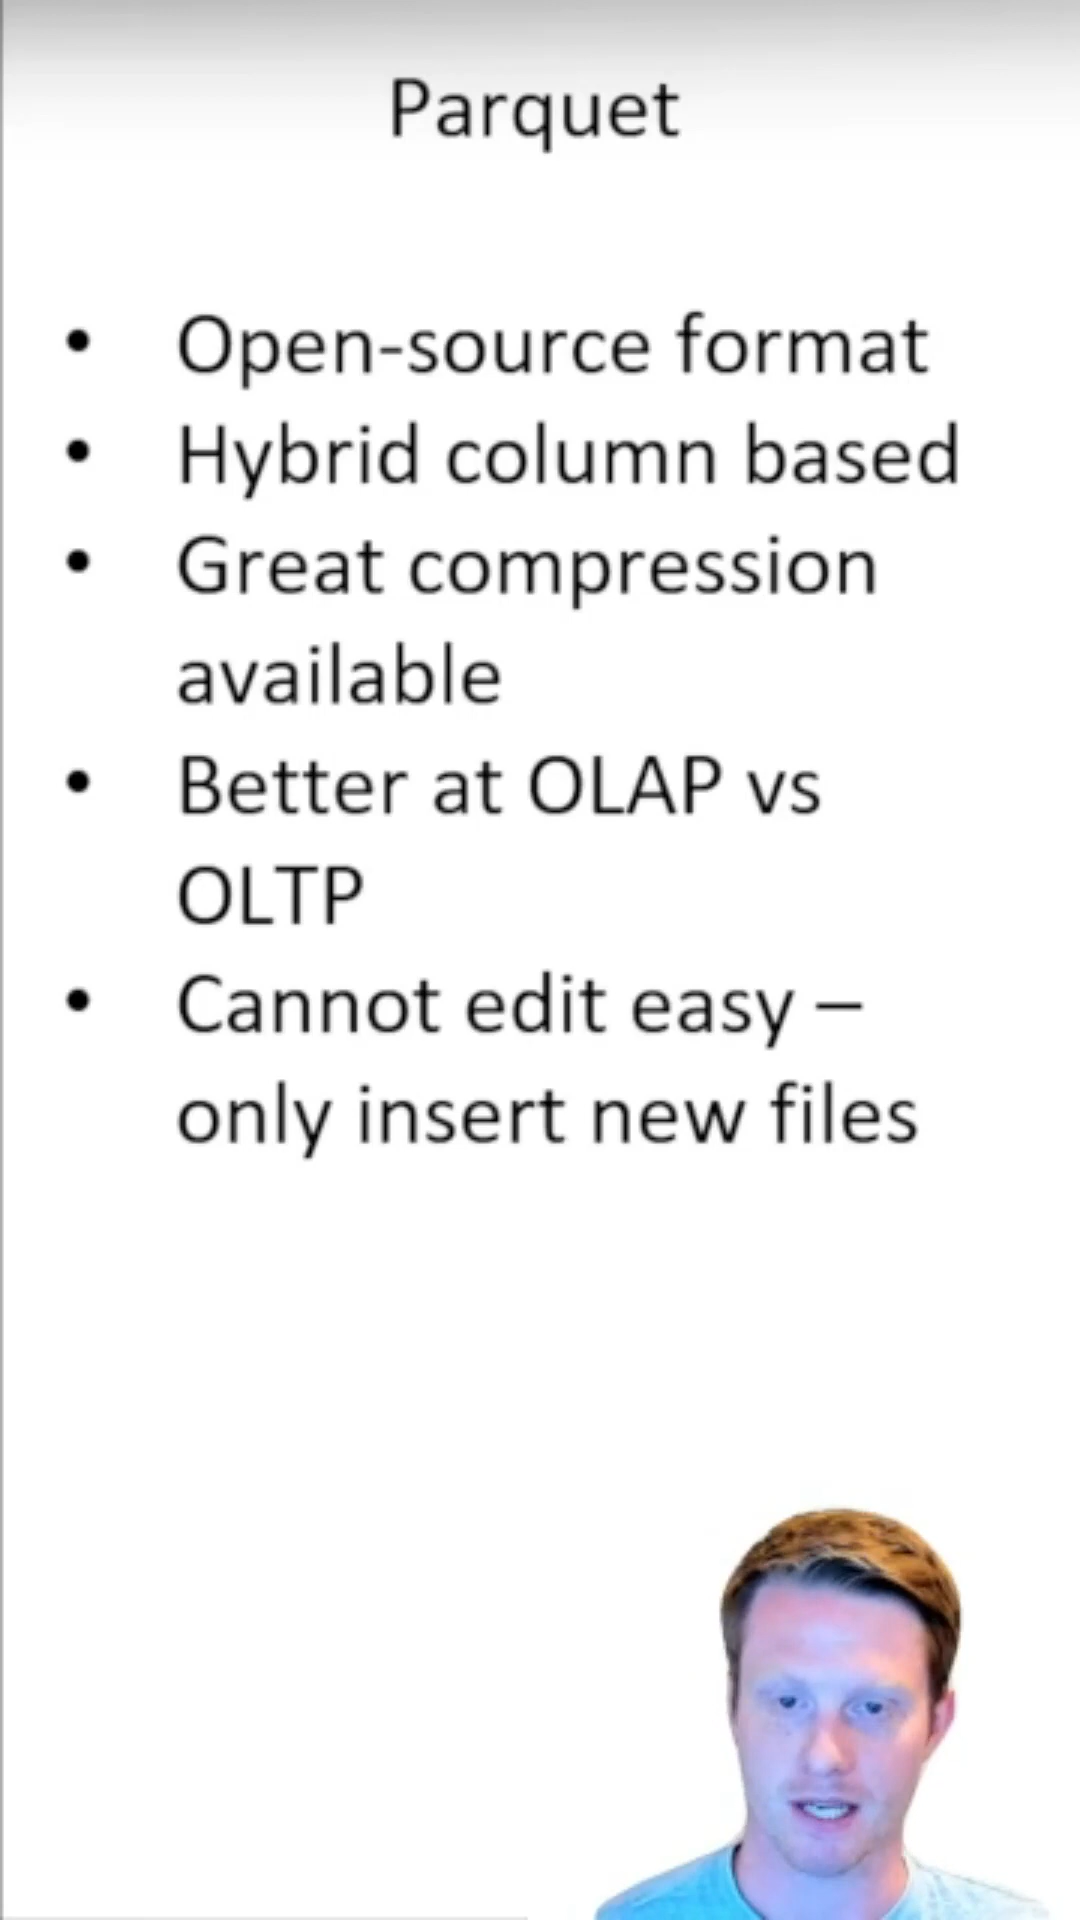 Parquet
• Open-source format
• Hybrid column based
• Great compression
available
• Better at OLAP vs
OLTP
• Cannot edit easy –
only insert new files